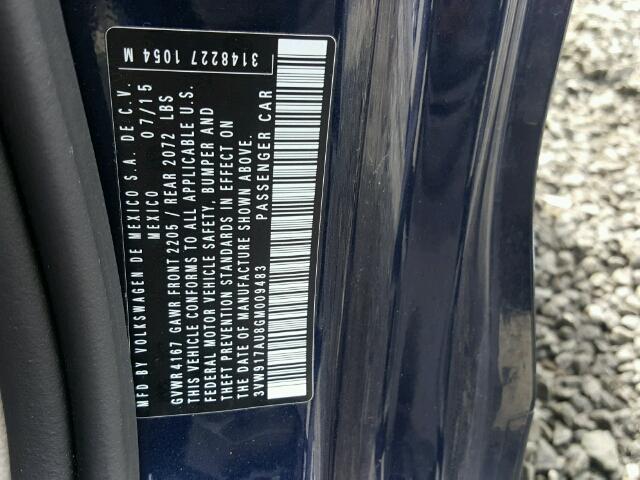 MFD BY VOLKSWAGEN DE MEXICO S.A. DE C.V.
MEXICO 07/15
GVWR 4167 GAWR FRONT 2205 / REAR 2072 LBS
THIS VEHICLE CONFORMS TO ALL APPLICABLE U.S.
FEDERAL MOTOR VEHICLE SAFETY, BUMPER AND
THEFT PREVENTION STANDARDS IN EFFECT ON
THE DATE OF MANUFACTURE SHOWN ABOVE.
3VW917AU8GM009483 PASSENGER CAR
3148227 1054 M